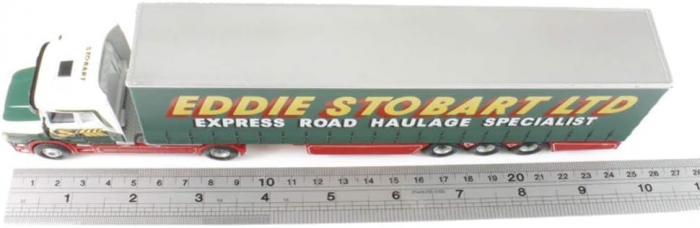 STOBART
EDDIE STOBART LTD
EXPRESS ROAD HAULAGE SPECIALIST
1 2 3 4 5 6 7 8 9 10 11 12 13 14 15 16 17 18 19 20 21 22 23 24 25 26 27 28
1 2 3 4 5 6 7 8 9 10